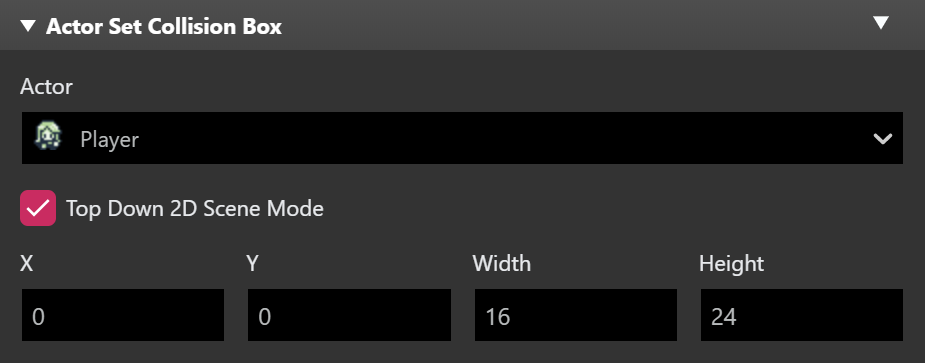 Actor Set Collision Box
Actor
Player
Top Down 2D Scene Mode
X Y Width Height
0 0 16 24